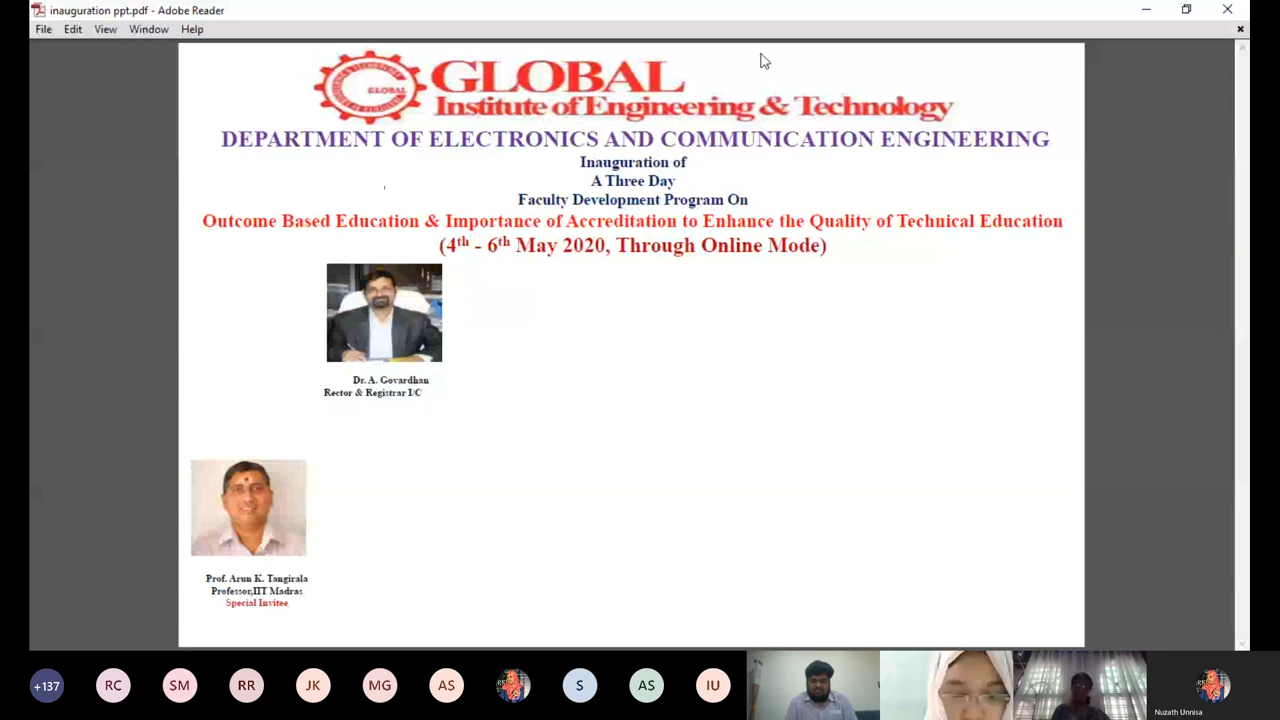 inauguration ppt.pdf - Adobe Reader
File Edit View Window Help
GLOBAL
GLOBAL
Institute of Engineering & Technology
DEPARTMENT OF ELECTRONICS AND COMMUNICATION ENGINEERING
Inauguration of
A Three Day
Faculty Development Program On
Outcome Based Education & Importance of Accreditation to Enhance the Quality of Technical Education
(4th - 6th May 2020, Through Online Mode)
Dr. A. Govardhan
Rector & Registrar I/C
Prof. Arun K. Tangirala
Professor,IIT Madras
Special Invitee
+137 RC SM RR JK MG AS S AS IU
Nuzath Unnisa